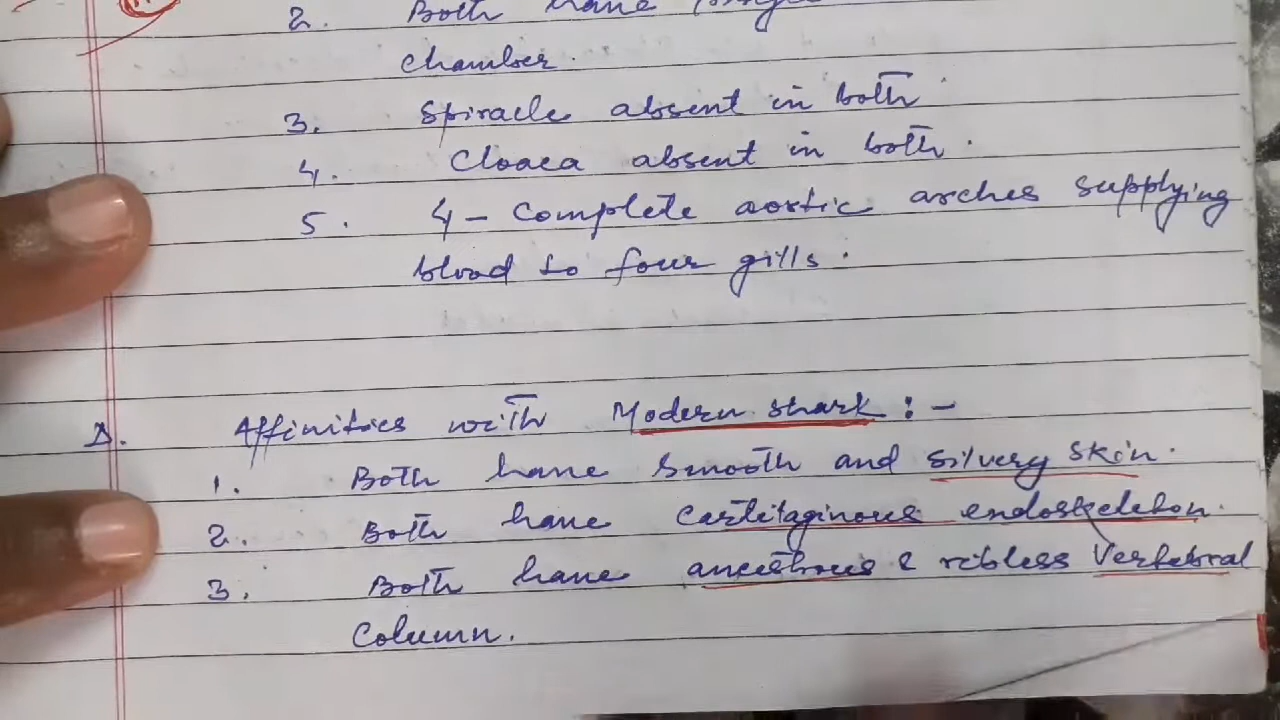 2. Both have single
chamber.
3. Spiracle absent in both
4. Cloaca absent in both.
5. 4 - Complete aortic arches supplying
blood to four gills.
D. Affinities with Modern shark : -
1. Both have Smooth and silvery skin.
2. Both have cartilaginous endoskeleton.
3. Both have & ribless Vertebral
Column.